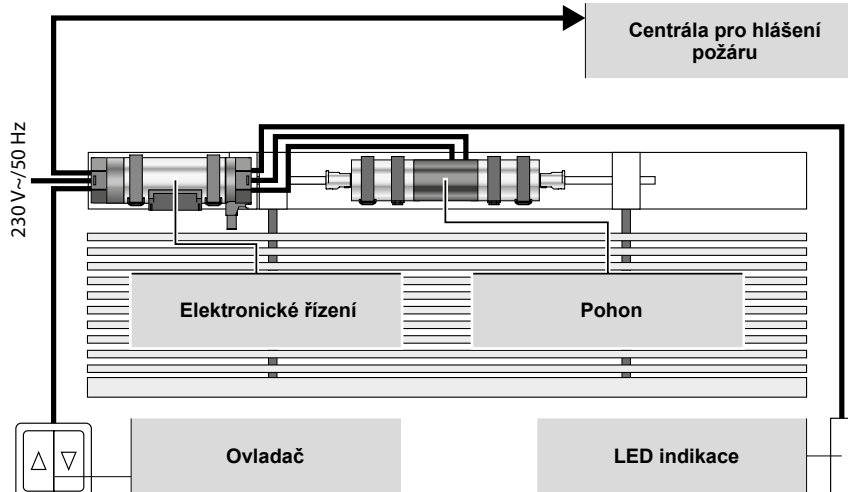 Centrála pro hlášení
požáru
230 V~/50 Hz
Elektronické řízení
Pohon
Ovladač
LED indikace